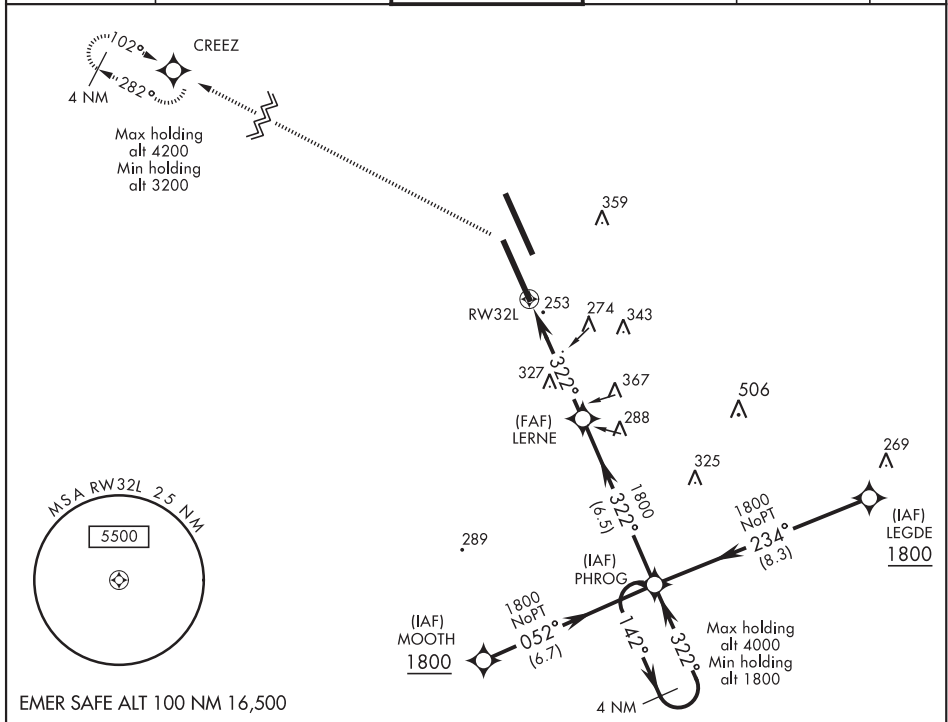 102°
CREEZ
282°
4 NM
Max holding
alt 4200
Min holding
alt 3200
359
RW32L
253
274
343
322°
327
367
(FAF)
LERNE
288
506
325
269
MSA RW32L 25 NM
5500
289
1800
322°
(6.5)
1800
NoPT
234°
(8.3)
(IAF)
LEGDE
1800
(IAF)
PHROG
(IAF)
MOOTH
1800
1800
NoPT
052°
(6.7)
142°
322°
Max holding
alt 4000
Min holding
alt 1800
4 NM
EMER SAFE ALT 100 NM 16,500